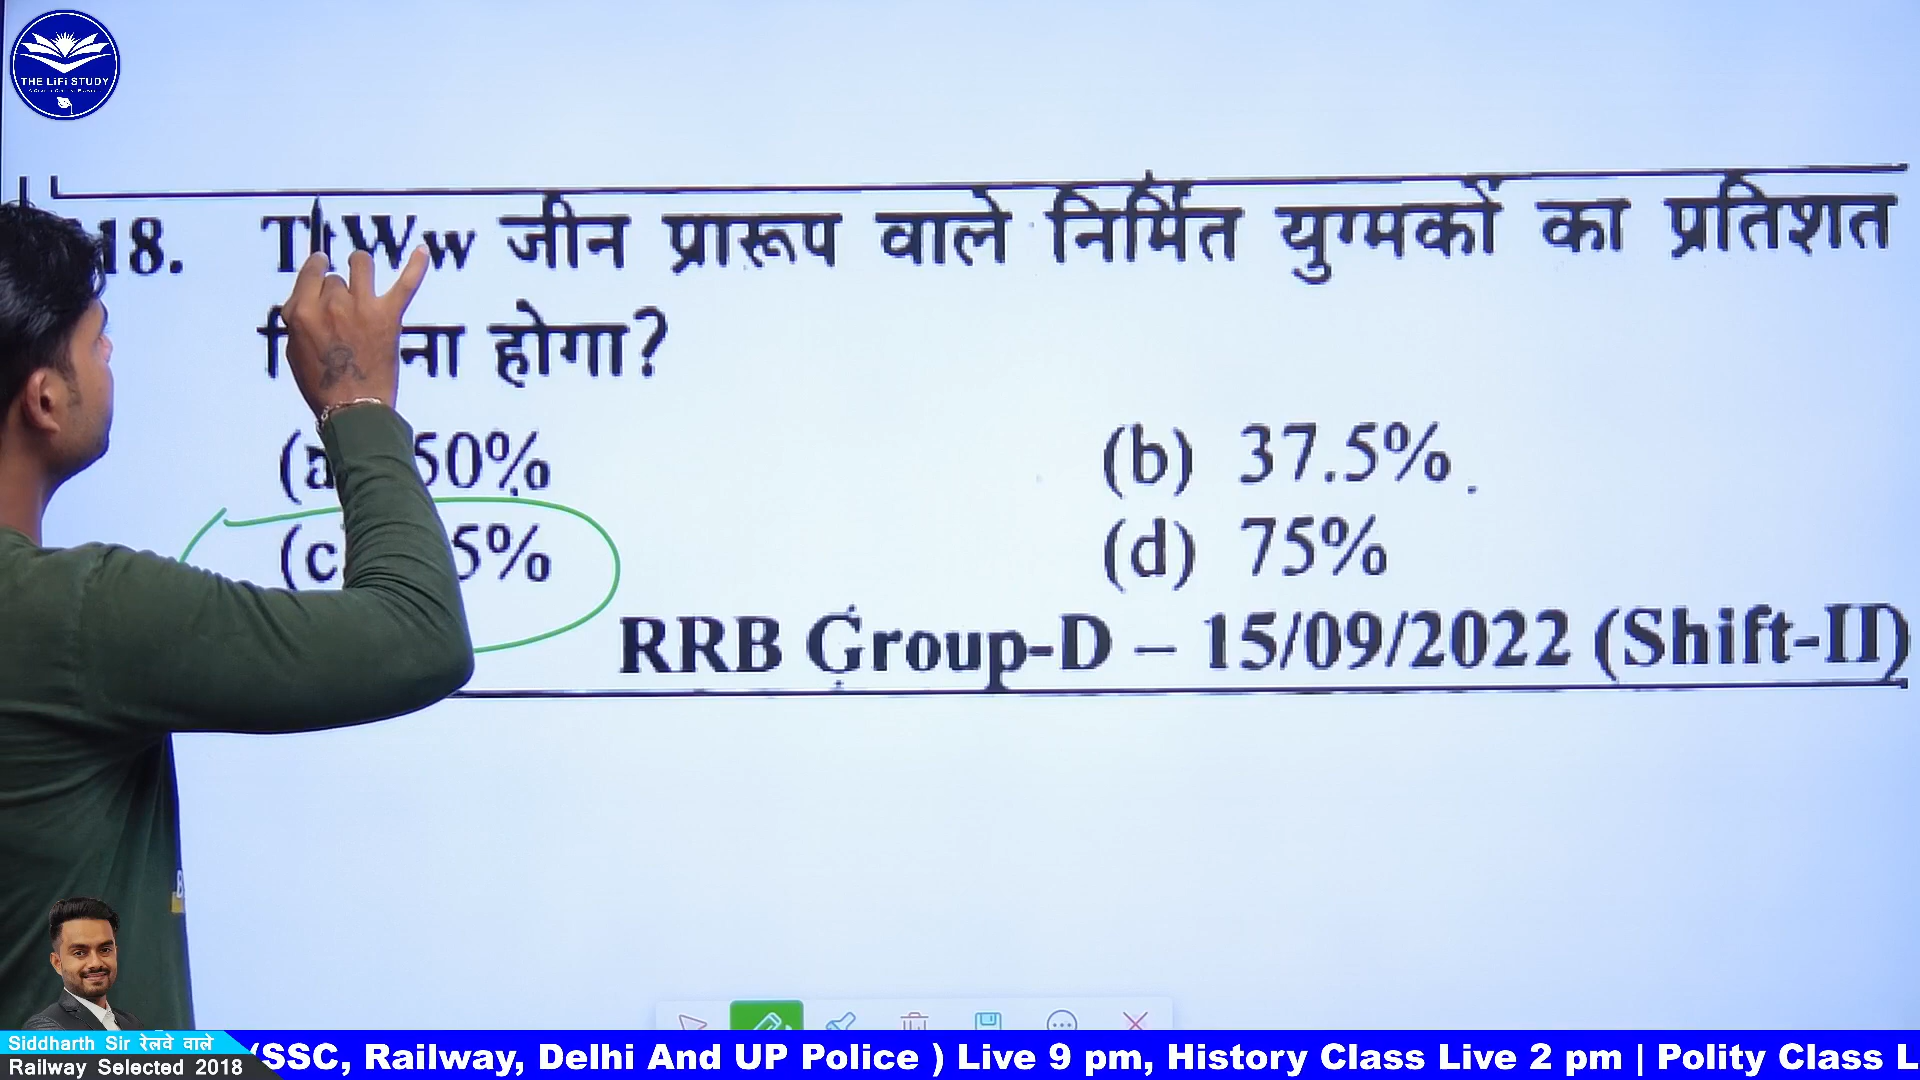 THE LiFi STUDY
18. TtWw जीन प्रारूप वाले निर्मित युग्मकों का प्रतिशत
होगा?
50%
(b) 37.5%
5%
(d) 75%
RRB Group-D – 15/09/2022 (Shift-II)
Siddharth Sir रेलवे वाले
Railway Selected 2018
(SSC, Railway, Delhi And UP Police ) Live 9 pm, History Class Live 2 pm | Polity Class L